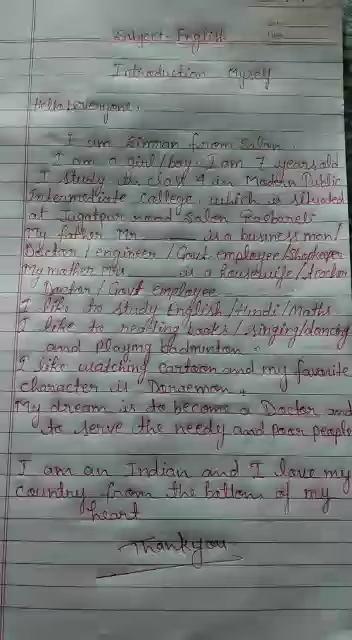 Subject - English
Introduction Myself
Hello everyone,
I am Simran from Salon.
I am a girl/boy. I am 7 years old
I study in class 4 in Modern Public
Intermediate College, which is situated
at Jagatpur road Salon Raebareli
My father Mr. ___ is a business man/
Doctor, engineer/Govt employee/Shopkeeper
My mother Mrs ___ is a housewife/teacher
Doctor/Govt employee
I like to study English/Hindi/Maths
I like to reading books/singing/dancing
and playing badminton.
I like watching cartoon and my favorite
character is Doraemon.
My dream is to become a Doctor and
to serve the needy and poor people
I am an Indian and I love my
country from the bottom of my
heart
Thankyou